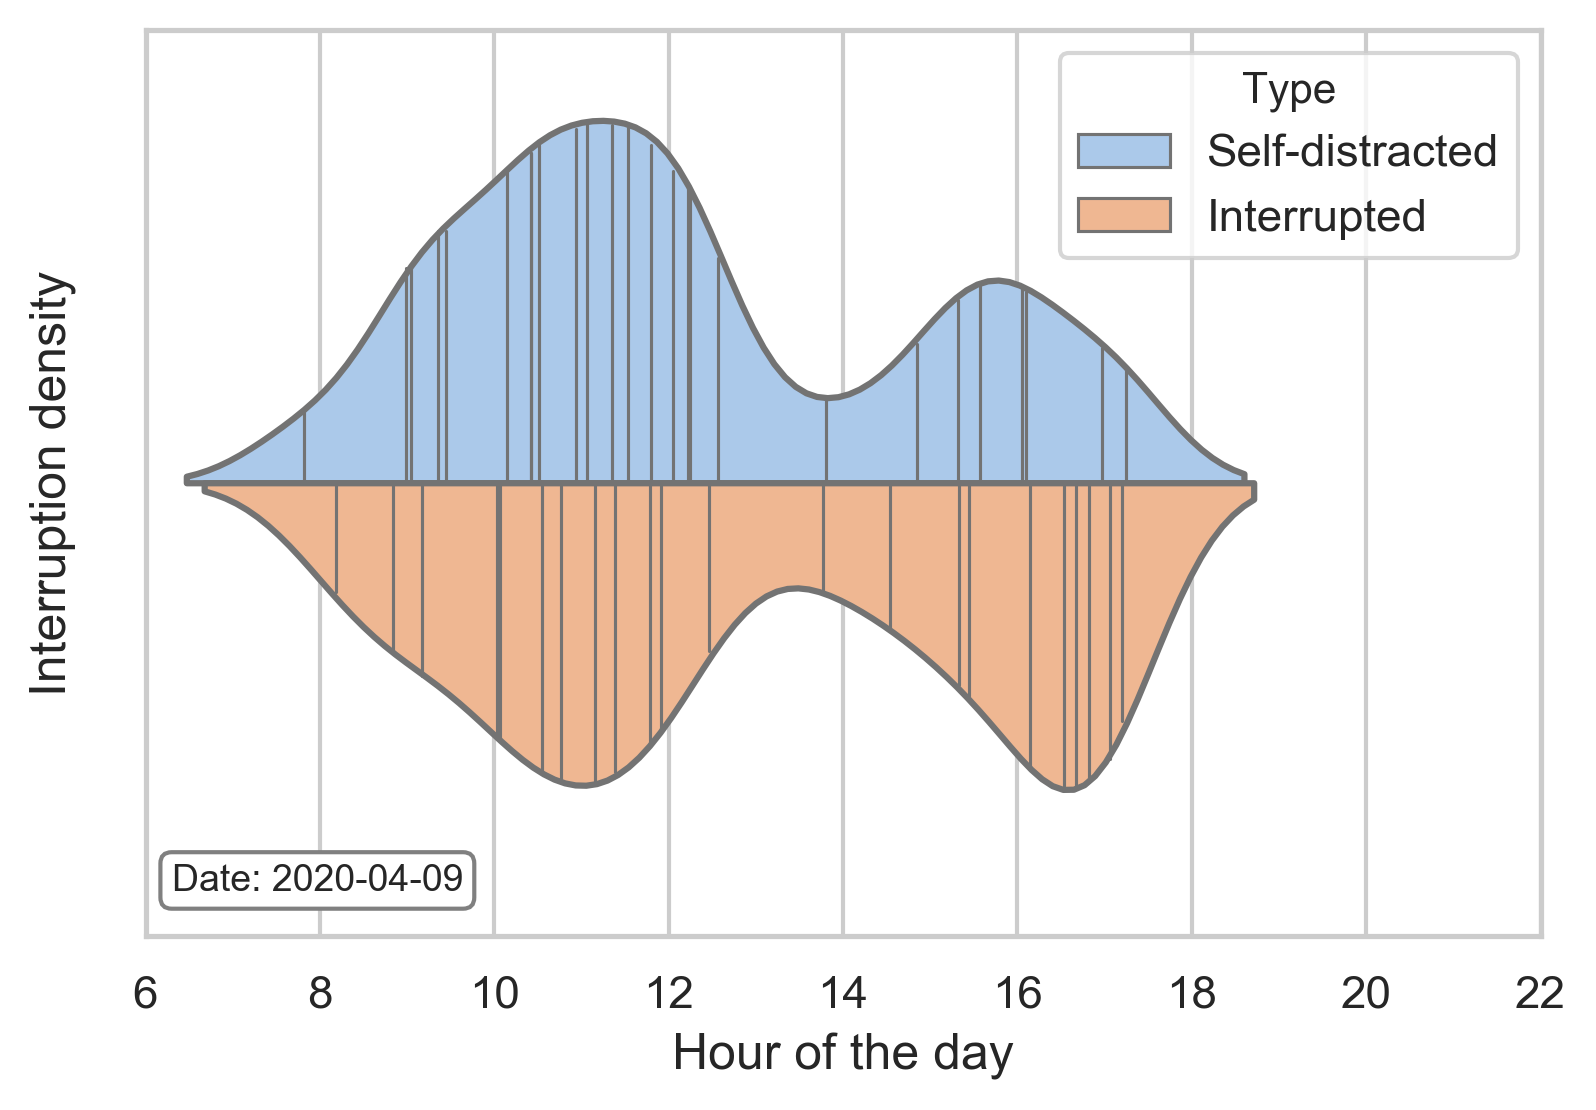 Type
Self-distracted
Interrupted
Interruption density
Date: 2020-04-09
6 8 10 12 14 16 18 20 22
Hour of the day